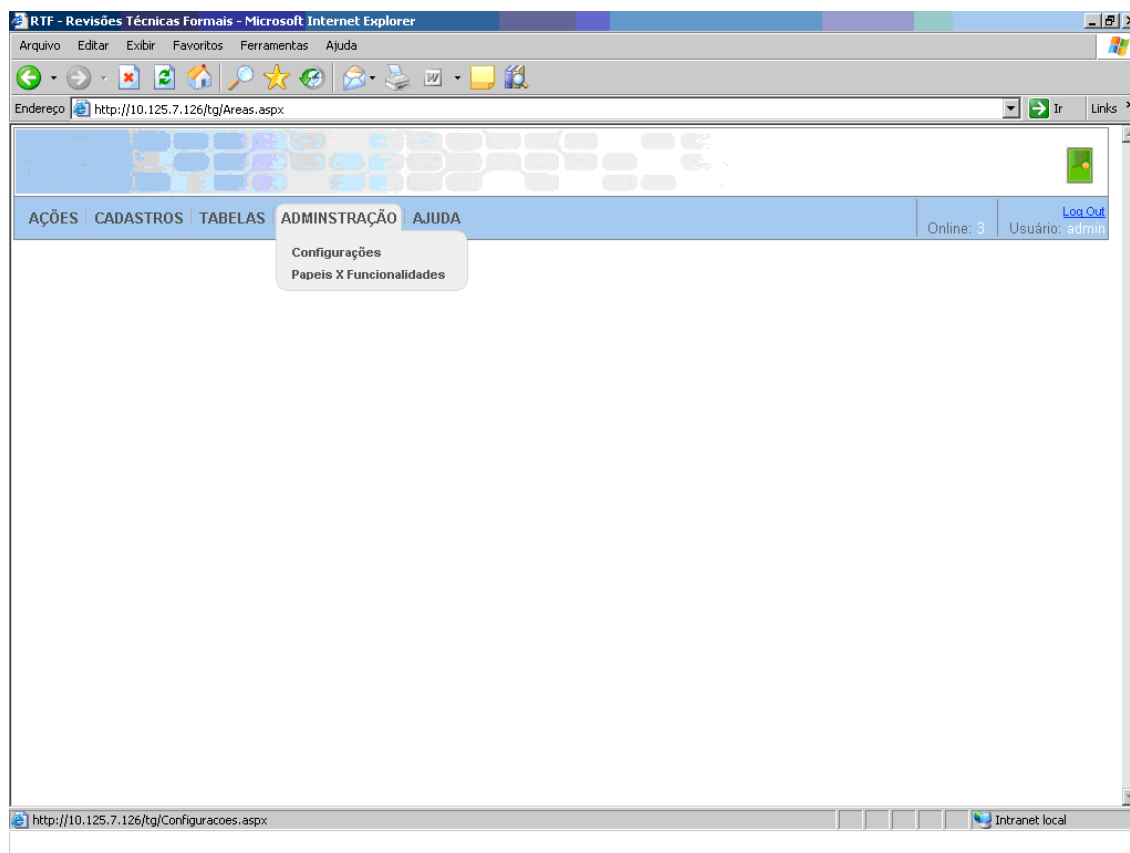 RTF - Revisões Técnicas Formais - Microsoft Internet Explorer
Arquivo Editar Exibir Favoritos Ferramentas Ajuda
Endereço http://10.125.7.126/tg/Areas.aspx Ir Links
AÇÕES CADASTROS TABELAS ADMINSTRAÇÃO AJUDA
Log Out
Online: 3 Usuário: admin
Configurações
Papeis X Funcionalidades
http://10.125.7.126/tg/Configuracoes.aspx Intranet local